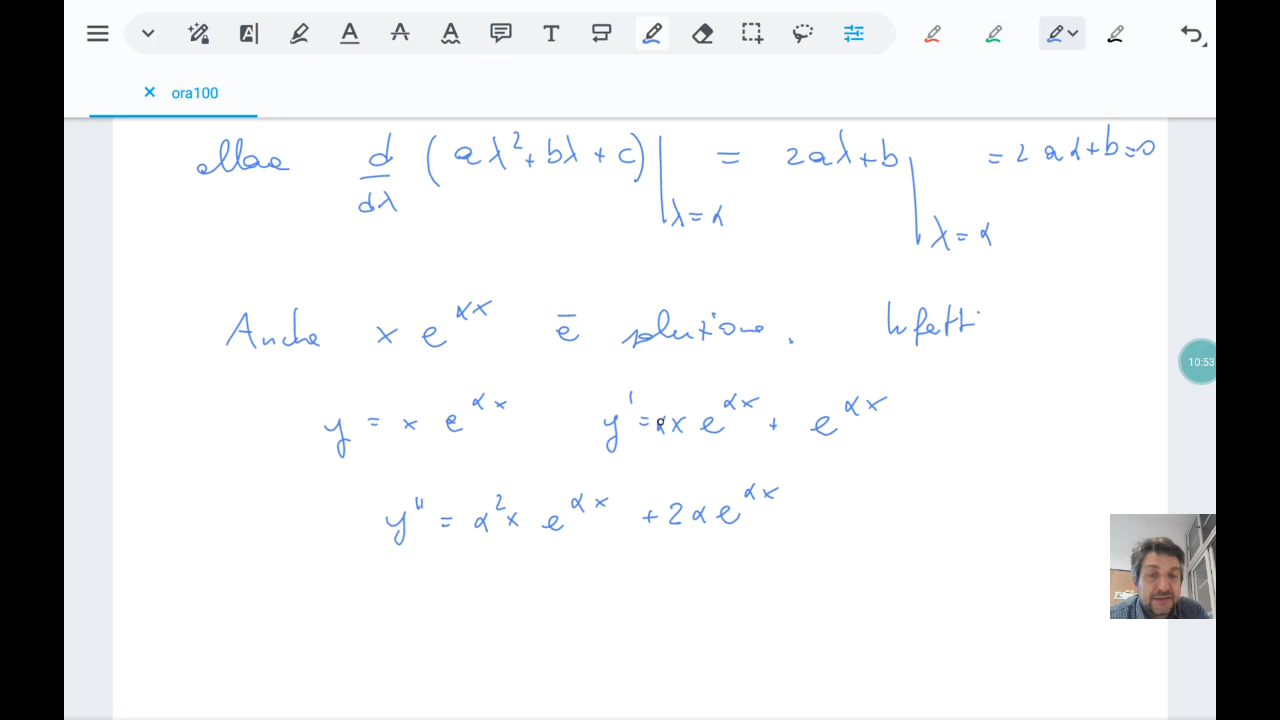 ora100
allora d/dλ (aλ² + bλ + c) |λ=α = 2aλ+b |λ=α = 2aα+b=0
Anche x e^αx ē soluzione. Infatti
y = x e^αx y' = αx e^αx + e^αx
10:53
y'' = α²x e^αx + 2αe^αx